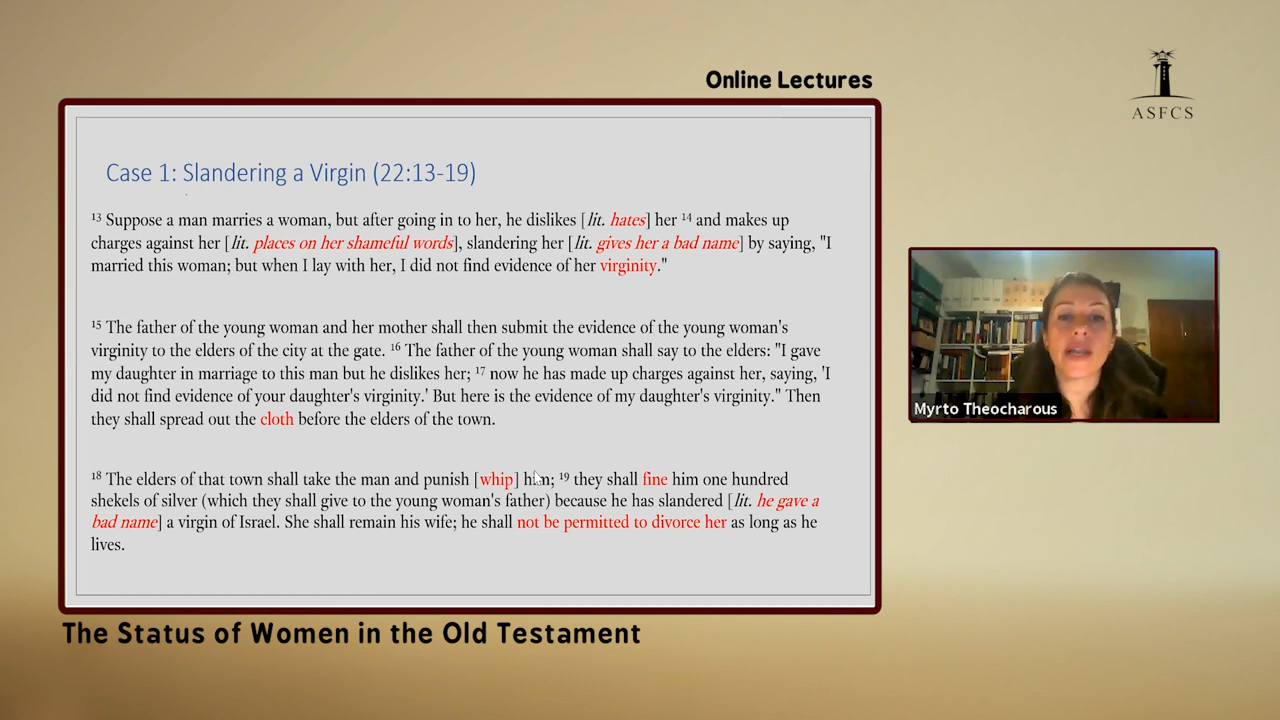 Online Lectures
ASFCS
Case 1: Slandering a Virgin (22:13-19)
13 Suppose a man marries a woman, but after going in to her, he dislikes [lit. hates] her 14 and makes up
charges against her [lit. places on her shameful words], slandering her [lit. gives her a bad name] by saying, "I
married this woman; but when I lay with her, I did not find evidence of her virginity."
15 The father of the young woman and her mother shall then submit the evidence of the young woman's
virginity to the elders of the city at the gate. 16 The father of the young woman shall say to the elders: "I gave
my daughter in marriage to this man but he dislikes her; 17 now he has made up charges against her, saying, 'I
did not find evidence of your daughter's virginity.' But here is the evidence of my daughter's virginity." Then
they shall spread out the cloth before the elders of the town.
18 The elders of that town shall take the man and punish [whip] him; 19 they shall fine him one hundred
shekels of silver (which they shall give to the young woman's father) because he has slandered [lit. he gave a
bad name] a virgin of Israel. She shall remain his wife; he shall not be permitted to divorce her as long as he
lives.
Myrto Theocharous
The Status of Women in the Old Testament